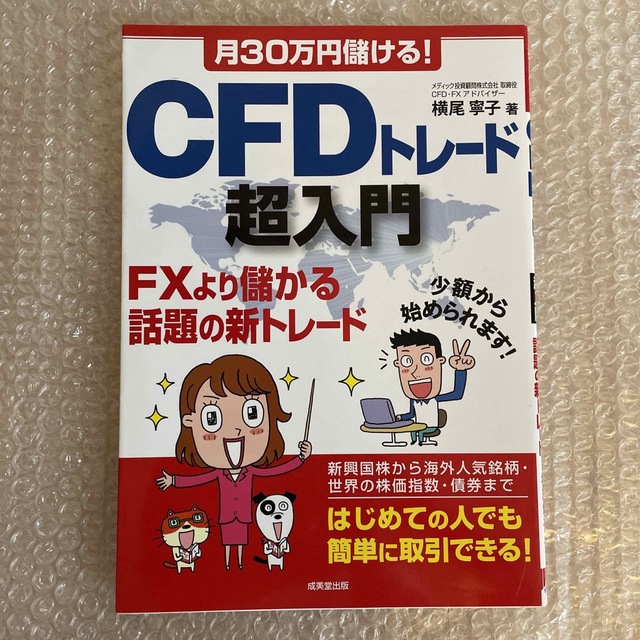 月30万円儲ける！
メディック投資顧問株式会社 取締役
CFD・FXアドバイザー
横尾 寧子 著
CFDトレード
超入門
FXより儲かる
話題の新トレード
少額から
始められます！
新興国株から海外人気銘柄・
世界の株価指数・債券まで
はじめての人でも
簡単に取引できる！
成美堂出版